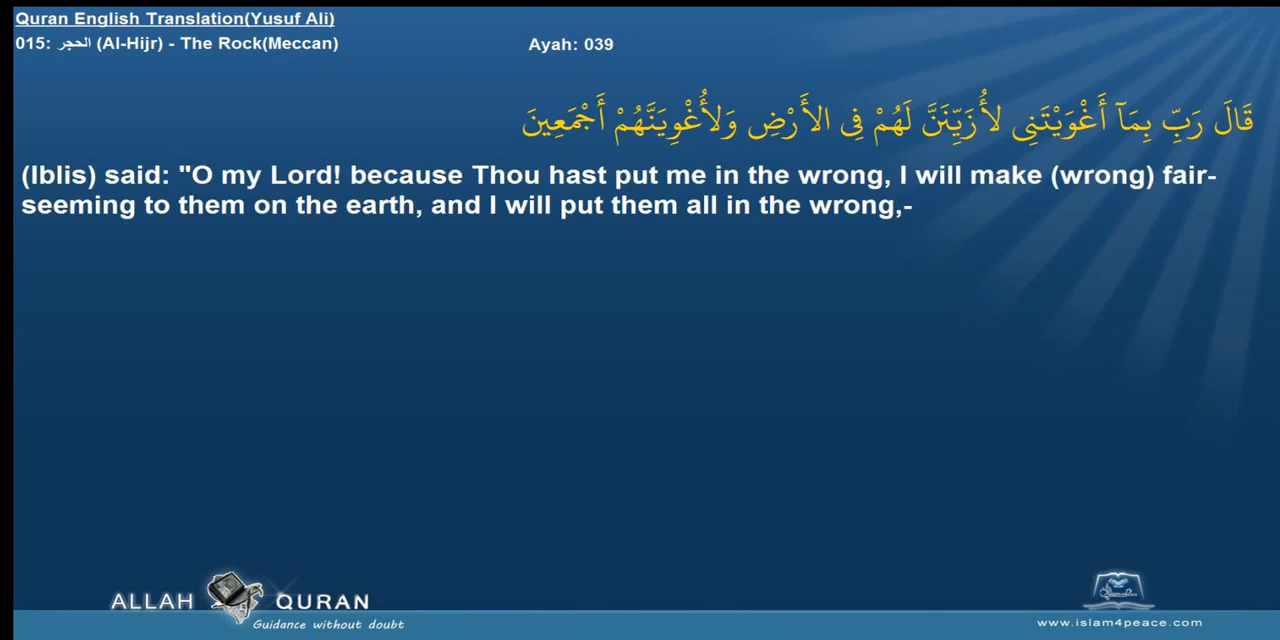 Quran English Translation(Yusuf Ali)
015: الحجر (Al-Hijr) - The Rock(Meccan) Ayah: 039
قَالَ رَبِّ بِمَآ أَغْوَيْتَنِى لأُزَيِّنَنَّ لَهُمْ فِى الأَرْضِ وَلأُغْوِيَنَّهُمْ أَجْمَعِينَ
(Iblis) said: "O my Lord! because Thou hast put me in the wrong, I will make (wrong) fair-
seeming to them on the earth, and I will put them all in the wrong,-
ALLAH QURAN
Guidance without doubt
www.islam4peace.com